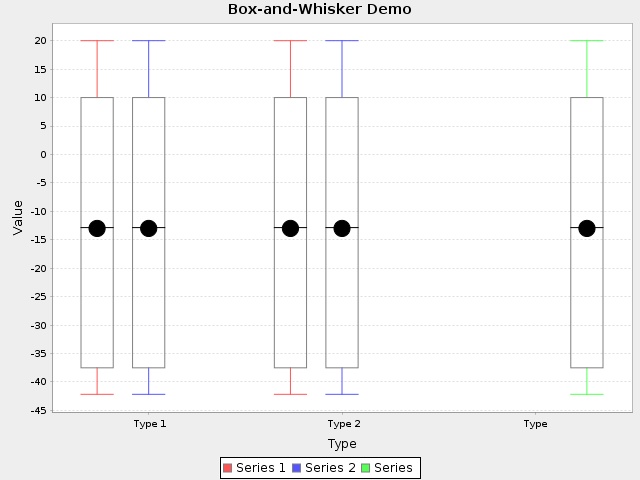 Box-and-Whisker Demo
Value
20
15
10
5
0
-5
-10
-15
-20
-25
-30
-35
-40
-45
Type 1
Type 2
Type
Type
Series 1
Series 2
Series